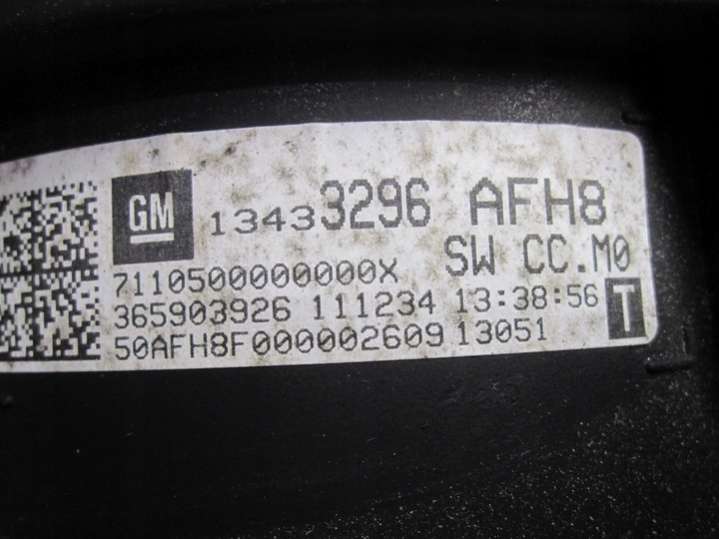 GM 13433296 AFH8
7110500000000X SW CC.M0
365903926 111234 13:38:56
50AFH8F000002609 13051 T